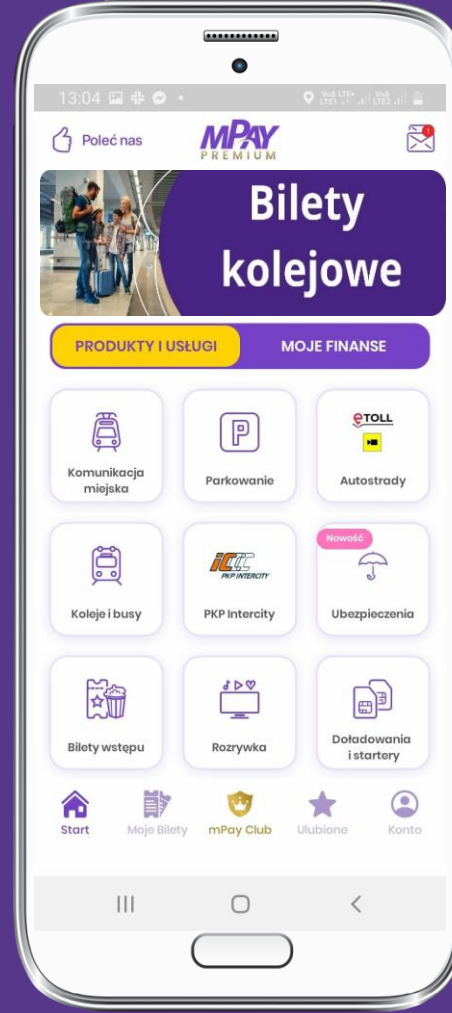 13:04
Poleć nas
mPAY
PREMIUM
Bilety
kolejowe
PRODUKTY I USŁUGI
MOJE FINANSE
Komunikacja
miejska
P
Parkowanie
eTOLL
Autostrady
Koleje i busy
PKP INTERCITY
PKP Intercity
Nowość
Ubezpieczenia
Bilety wstępu
Rozrywka
Doładowania
i startery
Start
Moje Bilety
mPay Club
Ulubione
Konto